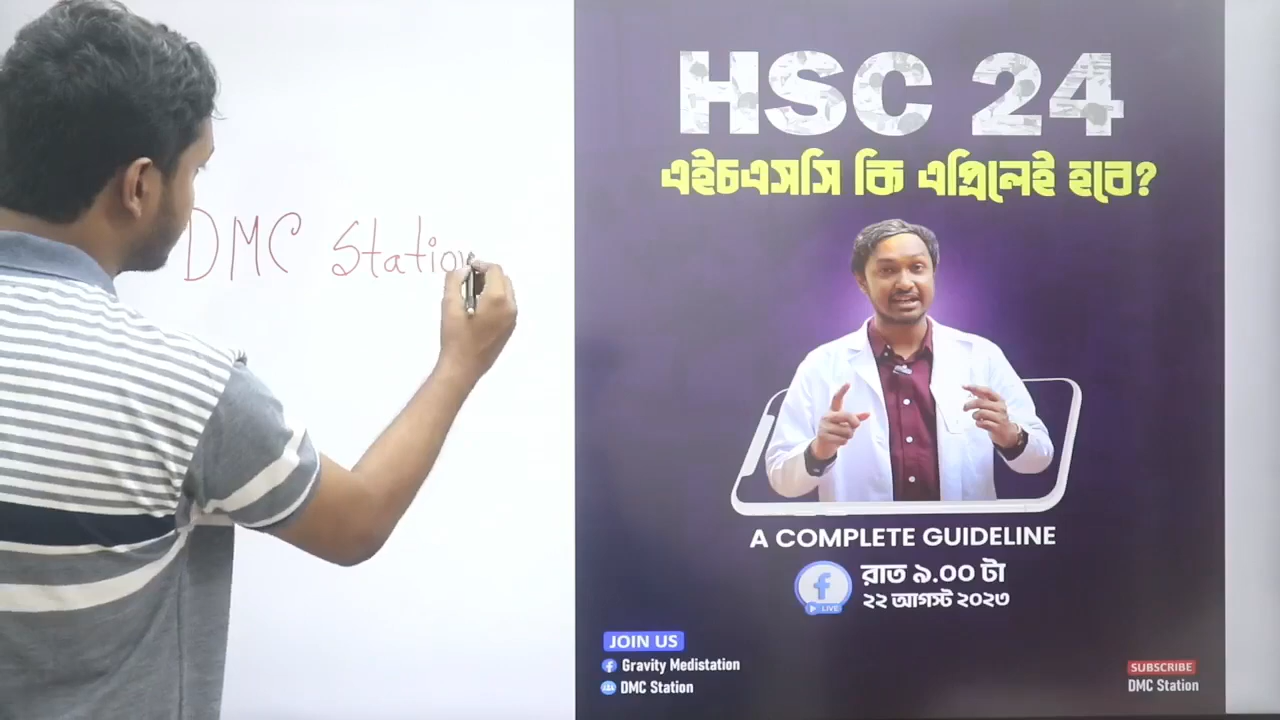 DMC Station
HSC 24
এইচএসসি কি এপ্রিলেই হবে?
A COMPLETE GUIDELINE
LIVE
রাত ৯.০০ টা
২২ আগস্ট ২০২৩
JOIN US
Gravity Medistation
DMC Station
SUBSCRIBE
DMC Station